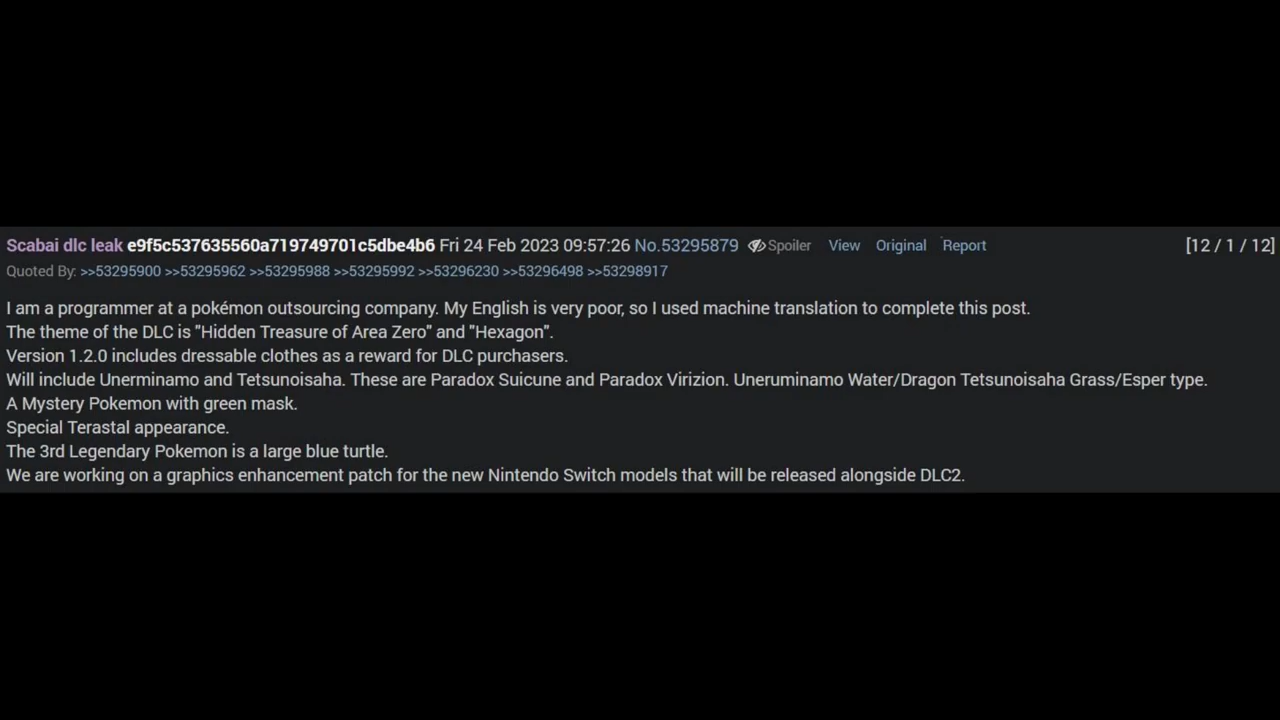 Scabai dlc leak e9f5c537635560a719749701c5dbe4b6 Fri 24 Feb 2023 09:57:26 No.53295879 Spoiler View Original Report [12 / 1 / 12]
Quoted By: >>53295900 >>53295962 >>53295988 >>53295992 >>53296230 >>53296498 >>53298917
I am a programmer at a pokémon outsourcing company. My English is very poor, so I used machine translation to complete this post.
The theme of the DLC is "Hidden Treasure of Area Zero" and "Hexagon".
Version 1.2.0 includes dressable clothes as a reward for DLC purchasers.
Will include Unerminamo and Tetsunoisaha. These are Paradox Suicune and Paradox Virizion. Uneruminamo Water/Dragon Tetsunoisaha Grass/Esper type.
A Mystery Pokemon with green mask.
Special Terastal appearance.
The 3rd Legendary Pokemon is a large blue turtle.
We are working on a graphics enhancement patch for the new Nintendo Switch models that will be released alongside DLC2.